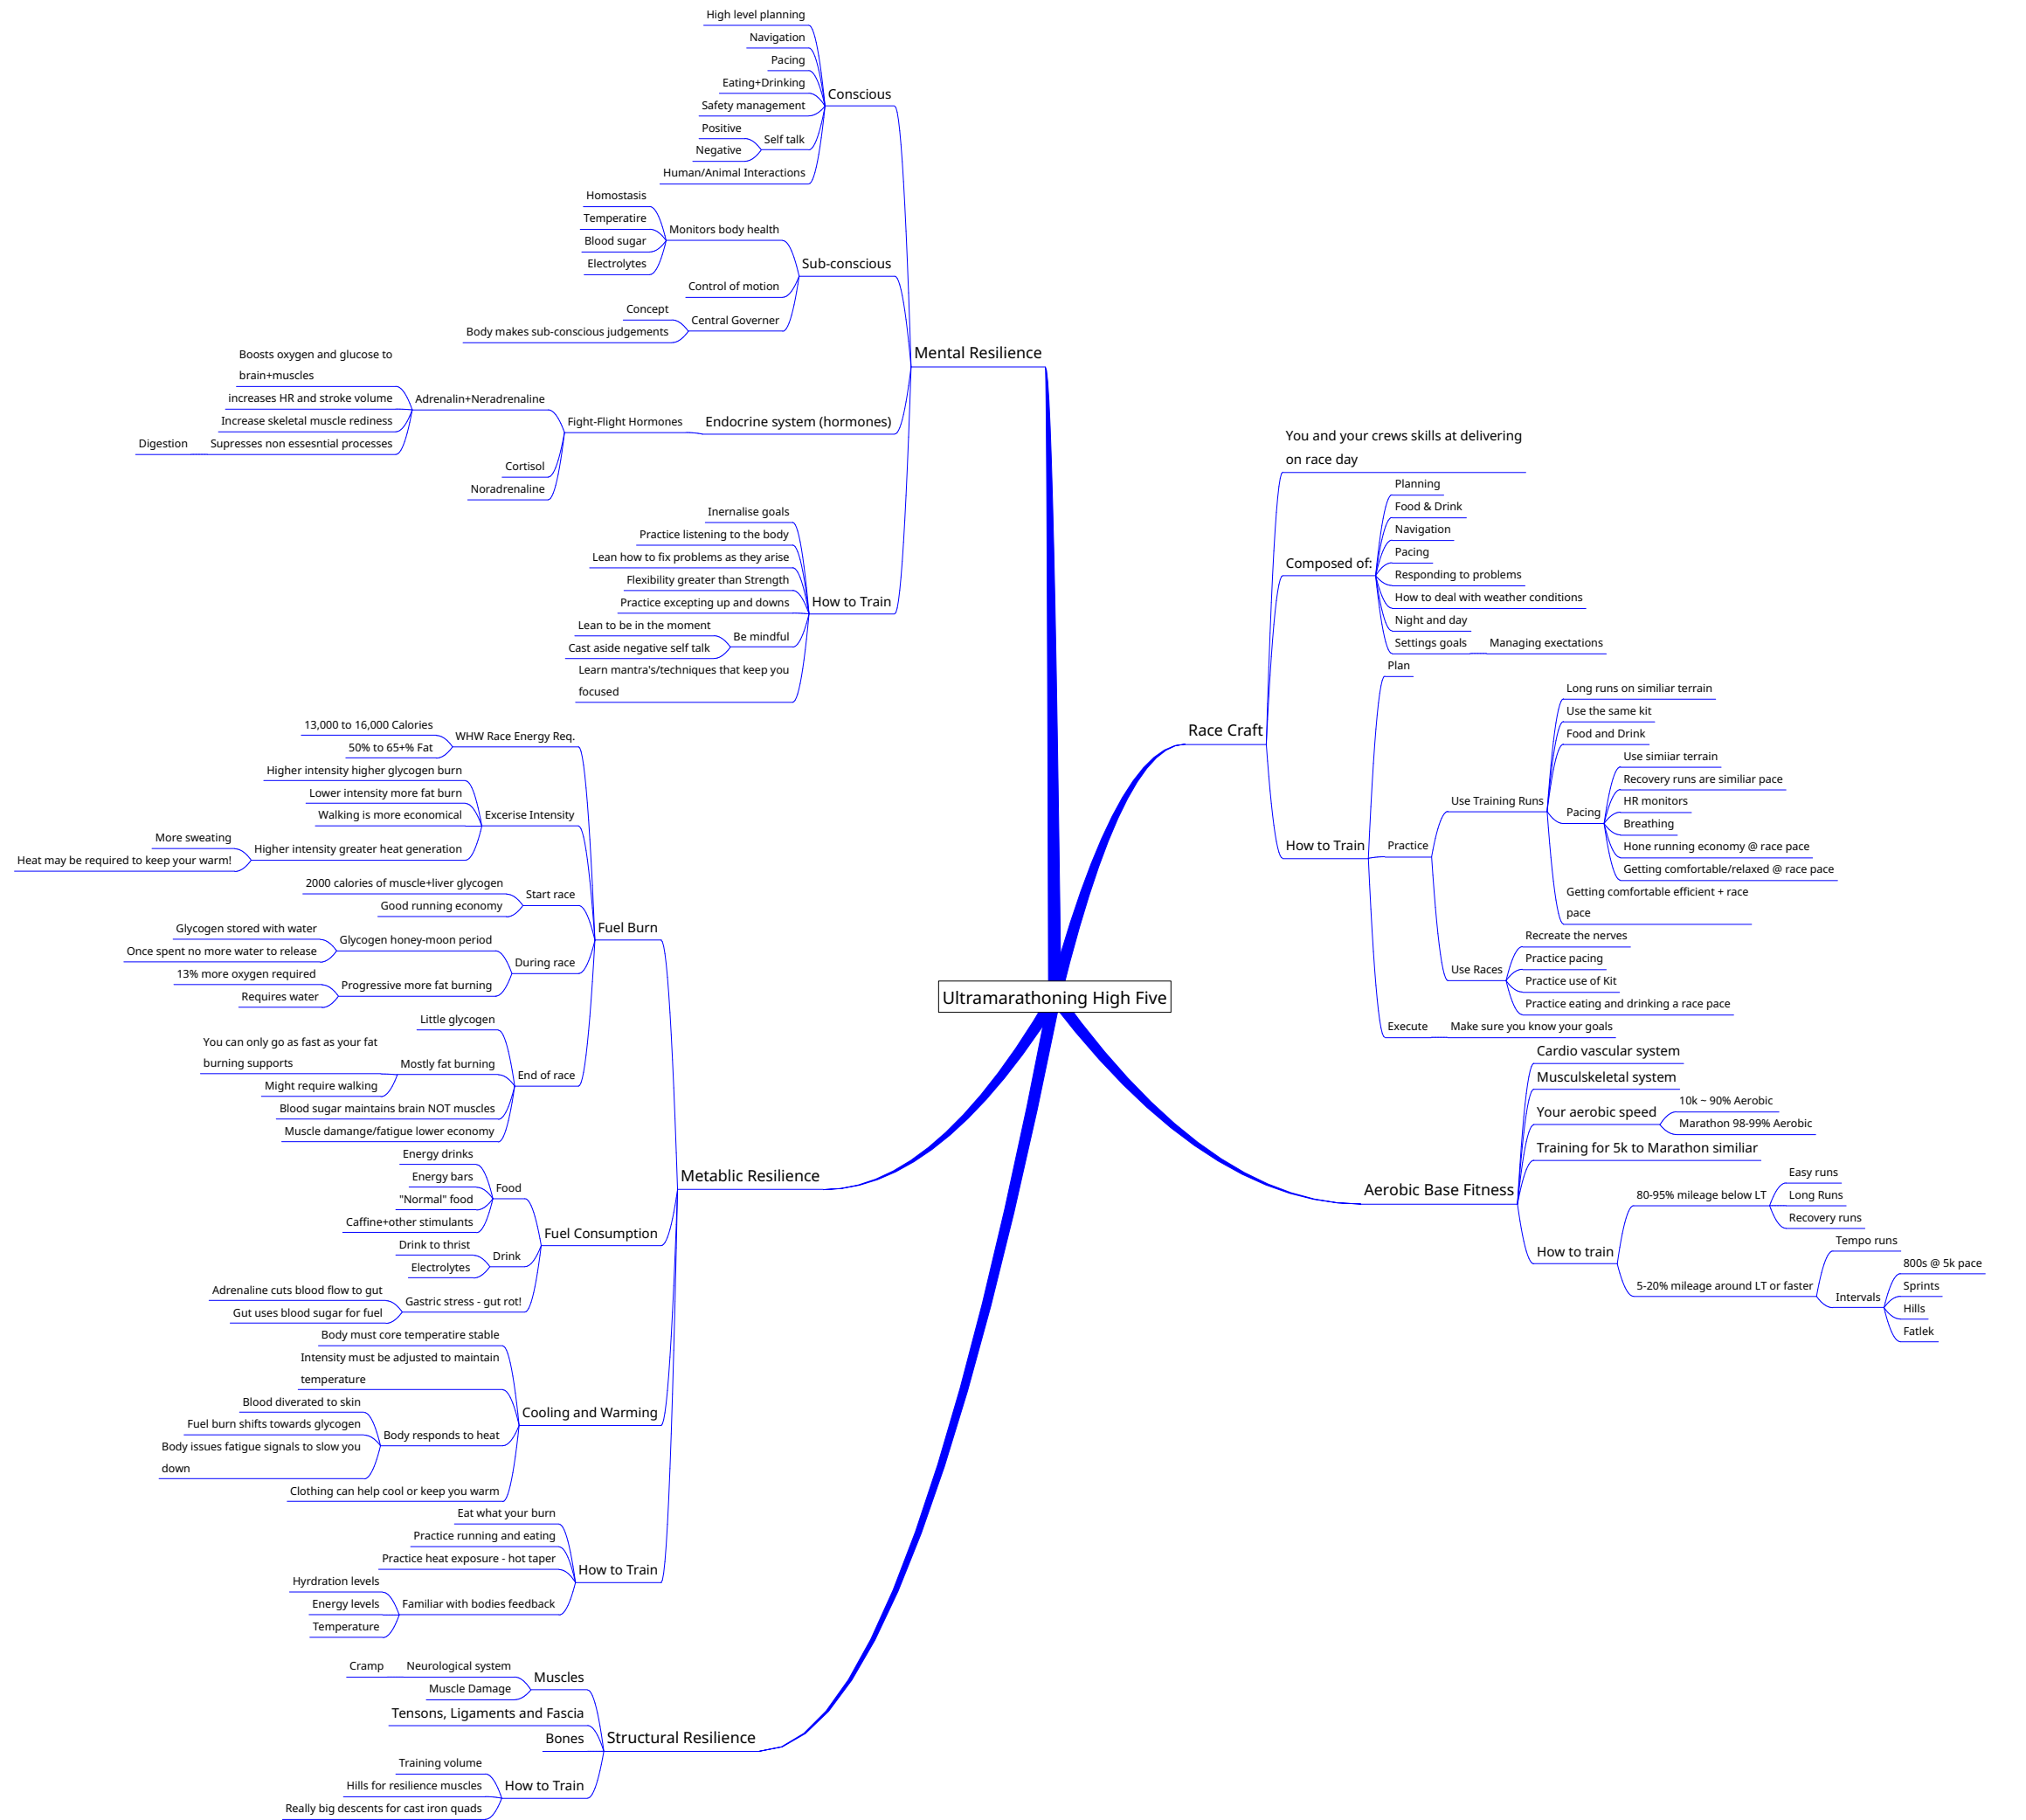 High level planning
Navigation
Pacing
Eating+Drinking
Conscious
Safety management
Positive
Self talk
Negative
Human/Animal Interactions
Homostasis
Temperatire
Monitors body health
Blood sugar
Electrolytes
Sub-conscious
Control of motion
Concept
Central Governer
Body makes sub-conscious judgements
Mental Resilience
Boosts oxygen and glucose to
brain+muscles
increases HR and stroke volume
Adrenalin+Neradrenaline
Increase skeletal muscle rediness
Digestion
Supresses non essesntial processes
Fight-Flight Hormones
Endocrine system (hormones)
Cortisol
Noradrenaline
Inernalise goals
Practice listening to the body
Lean how to fix problems as they arise
Flexibility greater than Strength
Practice excepting up and downs
How to Train
Lean to be in the moment
Be mindful
Cast aside negative self talk
Learn mantra's/techniques that keep you
focused
13,000 to 16,000 Calories
WHW Race Energy Req.
50% to 65+% Fat
Higher intensity higher glycogen burn
Lower intensity more fat burn
Excerise Intensity
Walking is more economical
More sweating
Higher intensity greater heat generation
Heat may be required to keep your warm!
2000 calories of muscle+liver glycogen
Start race
Good running economy
Fuel Burn
Glycogen stored with water
Glycogen honey-moon period
Once spent no more water to release
During race
13% more oxygen required
Progressive more fat burning
Requires water
Little glycogen
You can only go as fast as your fat
burning supports
Mostly fat burning
Might require walking
End of race
Blood sugar maintains brain NOT muscles
Muscle damange/fatigue lower economy
Metablic Resilience
Energy drinks
Energy bars
Food
"Normal" food
Caffine+other stimulants
Fuel Consumption
Drink to thrist
Drink
Electrolytes
Adrenaline cuts blood flow to gut
Gastric stress - gut rot!
Gut uses blood sugar for fuel
Body must core temperatire stable
Intensity must be adjusted to maintain
temperature
Cooling and Warming
Blood diverated to skin
Fuel burn shifts towards glycogen
Body responds to heat
Body issues fatigue signals to slow you
down
Clothing can help cool or keep you warm
Eat what your burn
Practice running and eating
Practice heat exposure - hot taper
How to Train
Hyrdration levels
Energy levels
Familiar with bodies feedback
Temperature
Cramp
Neurological system
Muscles
Muscle Damage
Tensons, Ligaments and Fascia
Structural Resilience
Bones
Training volume
Hills for resilience muscles
How to Train
Really big descents for cast iron quads
Ultramarathoning High Five
You and your crews skills at delivering
on race day
Planning
Food & Drink
Navigation
Pacing
Composed of:
Responding to problems
How to deal with weather conditions
Night and day
Settings goals
Managing exectations
Race Craft
Plan
Long runs on similiar terrain
Use the same kit
Food and Drink
Use Training Runs
Use simiiar terrain
Recovery runs are similiar pace
HR monitors
Pacing
Breathing
Hone running economy @ race pace
Getting comfortable/relaxed @ race pace
How to Train
Practice
Getting comfortable efficient + race
pace
Recreate the nerves
Practice pacing
Use Races
Practice use of Kit
Practice eating and drinking a race pace
Execute
Make sure you know your goals
Cardio vascular system
Musculskeletal system
Your aerobic speed
10k ~ 90% Aerobic
Marathon 98-99% Aerobic
Training for 5k to Marathon similiar
Aerobic Base Fitness
Easy runs
80-95% mileage below LT
Long Runs
Recovery runs
How to train
Tempo runs
5-20% mileage around LT or faster
800s @ 5k pace
Sprints
Intervals
Hills
Fatlek